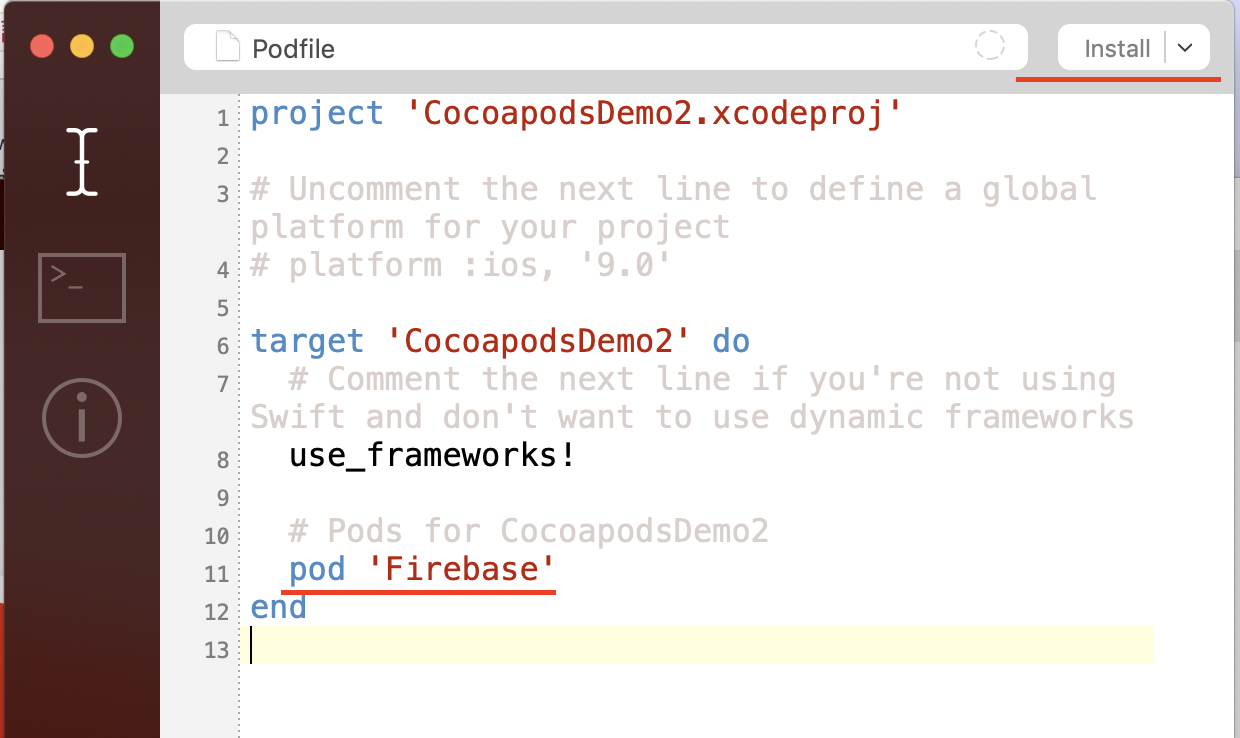 Podfile
Install
1 project 'CocoapodsDemo2.xcodeproj'
2
3 # Uncomment the next line to define a global
platform for your project
4 # platform :ios, '9.0'
5
6 target 'CocoapodsDemo2' do
7 # Comment the next line if you're not using
Swift and don't want to use dynamic frameworks
8 use_frameworks!
9
10 # Pods for CocoapodsDemo2
11 pod 'Firebase'
12 end
13